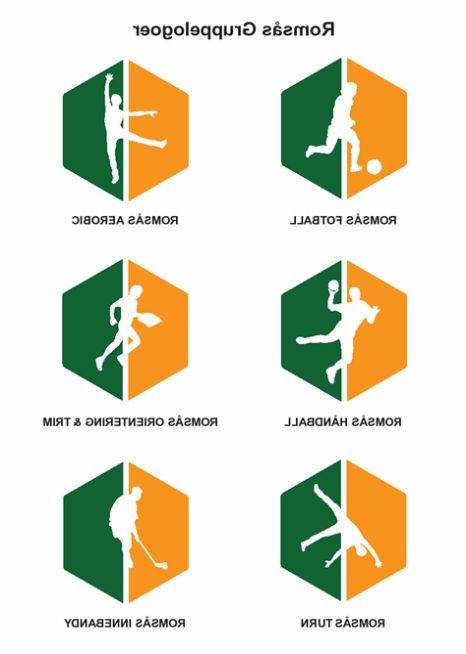 Romsås Gruppelogoer
ROMSÅS FOTBALL
ROMSÅS AEROBIC
ROMSÅS HÅNDBALL
ROMSÅS ORIENTERING & TRIM
ROMSÅS TURN
ROMSÅS INNEBANDY